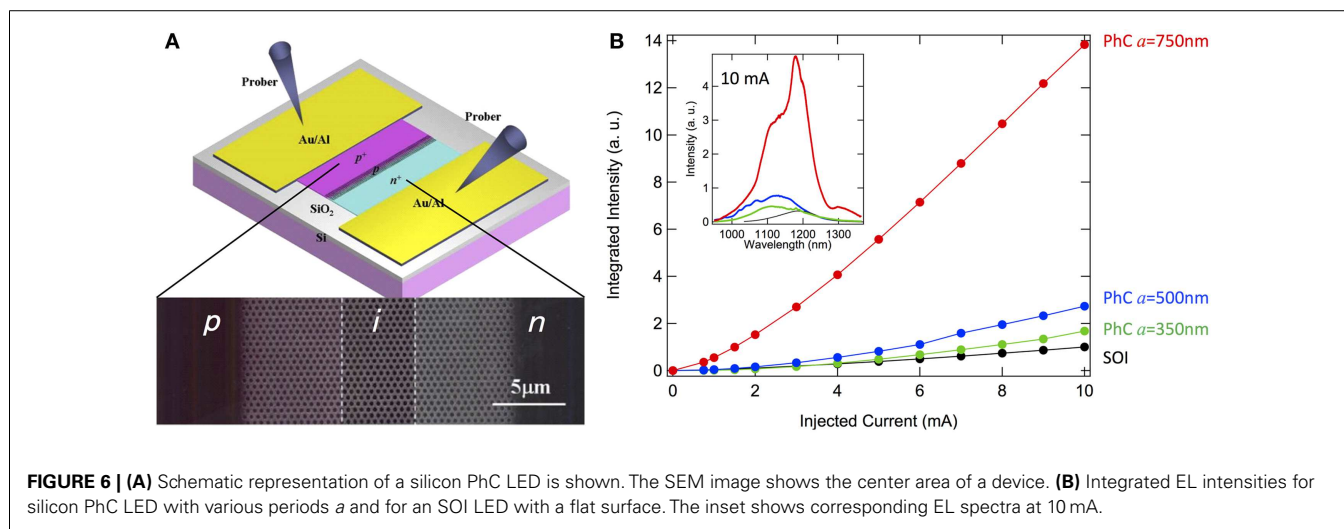 A
Prober
Prober
Au/Al
p+
p
n+
Au/Al
SiO2
Si
p i n
5μm
B
Integrated Intensity (a. u.)
14
12
10
8
6
4
2
0
0 2 4 6 8 10
Injected Current (mA)
10 mA
Intensity (a. u.)
4
3
2
1
0
1000 1100 1200 1300
Wavelength (nm)
PhC a=750nm
PhC a=500nm
PhC a=350nm
SOI
FIGURE 6 | (A) Schematic representation of a silicon PhC LED is shown. The SEM image shows the center area of a device. (B) Integrated EL intensities for
silicon PhC LED with various periods a and for an SOI LED with a flat surface. The inset shows corresponding EL spectra at 10 mA.